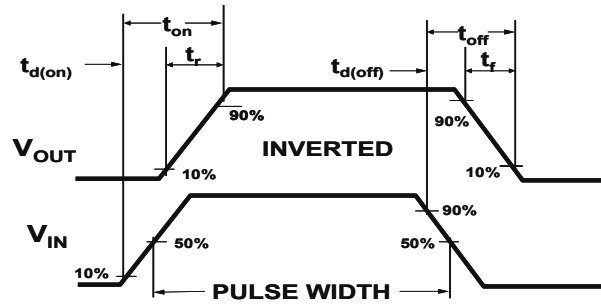 ton
toff
td(on)
tr
td(off)
tf
90%
90%
VOUT
INVERTED
10%
10%
VIN
90%
50%
50%
10%
PULSE WIDTH